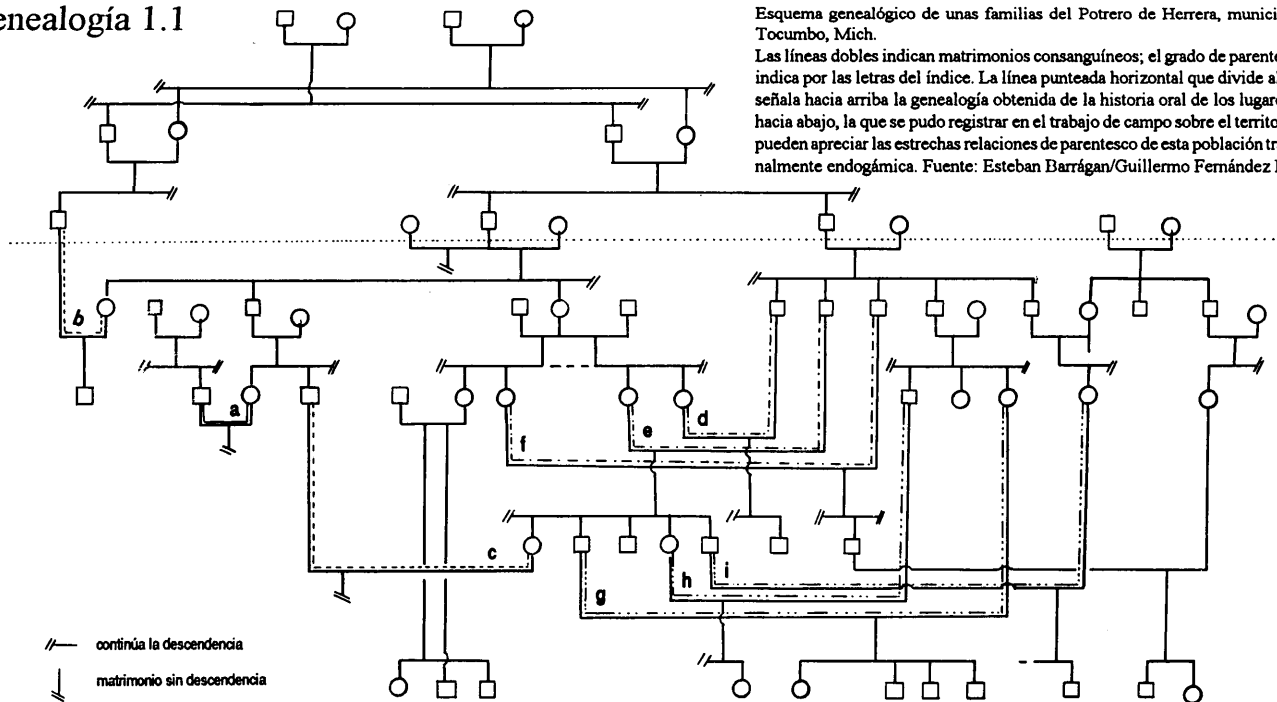 enealogía 1.1
Esquema genealógico de unas familias del Potrero de Herrera, munici
Tocumbo, Mich.
Las líneas dobles indican matrimonios consanguíneos; el grado de parent
indica por las letras del índice. La línea punteada horizontal que divide a
señala hacia arriba la genealogía obtenida de la historia oral de los lugar
hacia abajo, la que se pudo registrar en el trabajo de campo sobre el territo
pueden apreciar las estrechas relaciones de parentesco de esta población tr
nalmente endogámica. Fuente: Esteban Barrágan/Guillermo Fernández
b
a
d
e
f
c
i
h
g
continúa la descendencia
matrimonio sin descendencia